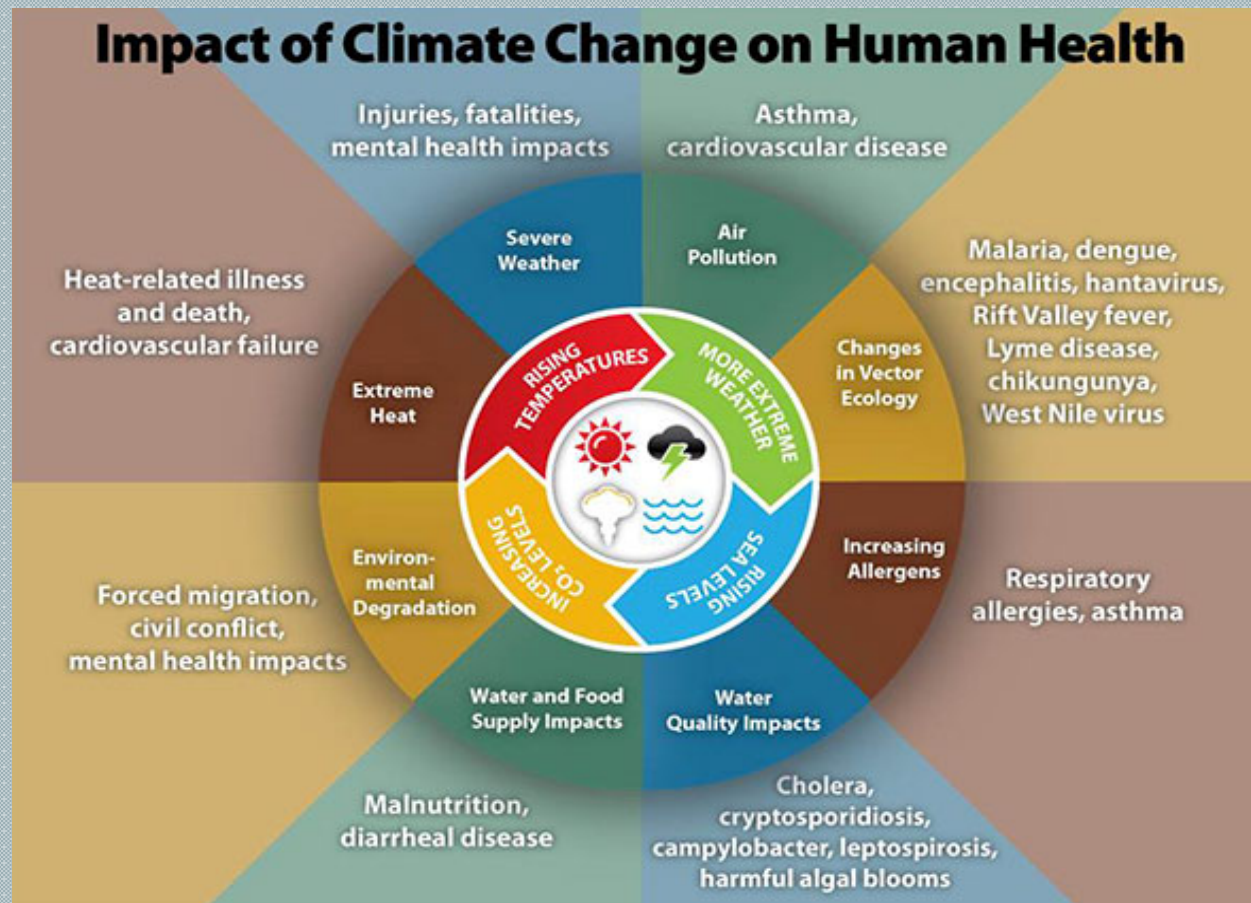 Impact of Climate Change on Human Health
Injuries, fatalities,
mental health impacts
Asthma,
cardiovascular disease
Severe
Weather
Air
Pollution
Heat-related illness
and death,
cardiovascular failure
Extreme
Heat
Changes
in Vector
Ecology
Malaria, dengue,
encephalitis, hantavirus,
Rift Valley fever,
Lyme disease,
chikungunya,
West Nile virus
RISING
TEMPERATURES
MORE EXTREME
WEATHER
INCREASING
CO₂ LEVELS
RISING
SEA LEVELS
Forced migration,
civil conflict,
mental health impacts
Environ-
mental
Degradation
Increasing
Allergens
Respiratory
allergies, asthma
Water and Food
Supply Impacts
Water
Quality Impacts
Malnutrition,
diarrheal disease
Cholera,
cryptosporidiosis,
campylobacter, leptospirosis,
harmful algal blooms